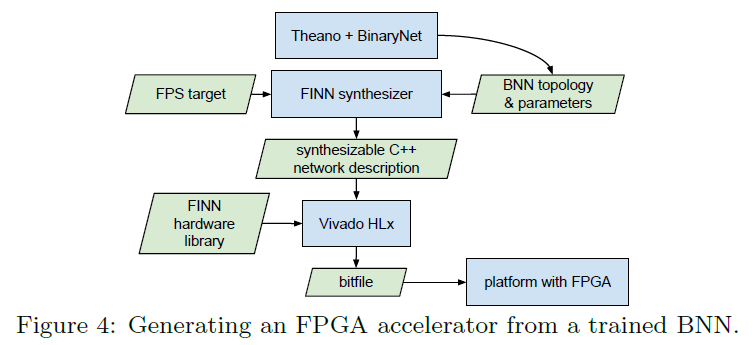 Theano + BinaryNet
FPS target
FINN synthesizer
BNN topology
& parameters
synthesizable C++
network description
FINN
hardware
library
Vivado HLx
bitfile
platform with FPGA
Figure 4: Generating an FPGA accelerator from a trained BNN.